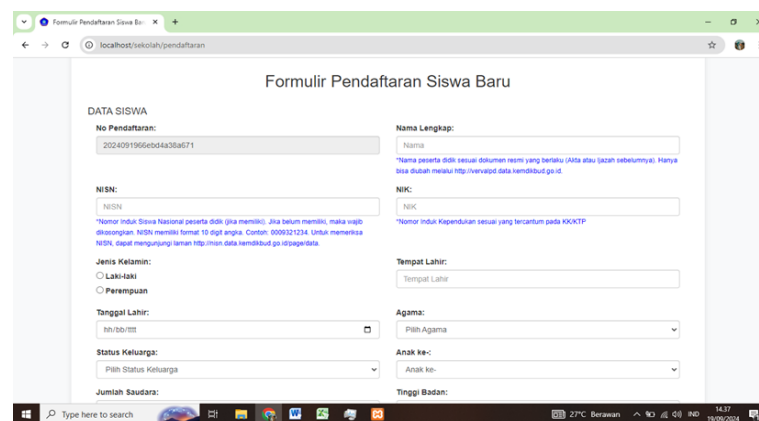 Formulir Pendaftaran Siswa Bar
localhost/sekolah/pendaftaran
Formulir Pendaftaran Siswa Baru
DATA SISWA
No Pendaftaran:
2024091966ebd4a38a671
Nama Lengkap:
Nama
*Nama peserta didik sesuai dokumen resmi yang berlaku (Akta atau Ijazah sebelumnya). Hanya
bisa diubah melalui http://vervalpd.data.kemdikbud.go.id.
NISN:
NISN
*Nomor Induk Siswa Nasional peserta didik (jika memiliki). Jika belum memiliki, maka wajib
dikosongkan. NISN memiliki format 10 digit angka. Contoh: 0009321234. Untuk memeriksa
NISN, dapat mengunjungi laman http://nisn.data.kemdikbud.go.id/page/data.
NIK:
NIK
*Nomor Induk Kependukan sesuai yang tercantum pada KK/KTP
Jenis Kelamin:
Laki-laki
Perempuan
Tempat Lahir:
Tempat Lahir
Tanggal Lahir:
hh/bb/tttt
Agama:
Pilih Agama
Status Keluarga:
Pilih Status Keluarga
Anak ke-:
Anak ke-
Jumlah Saudara:
Tinggi Badan:
Type here to search
27°C Berawan
IND
14.37
19/09/2024